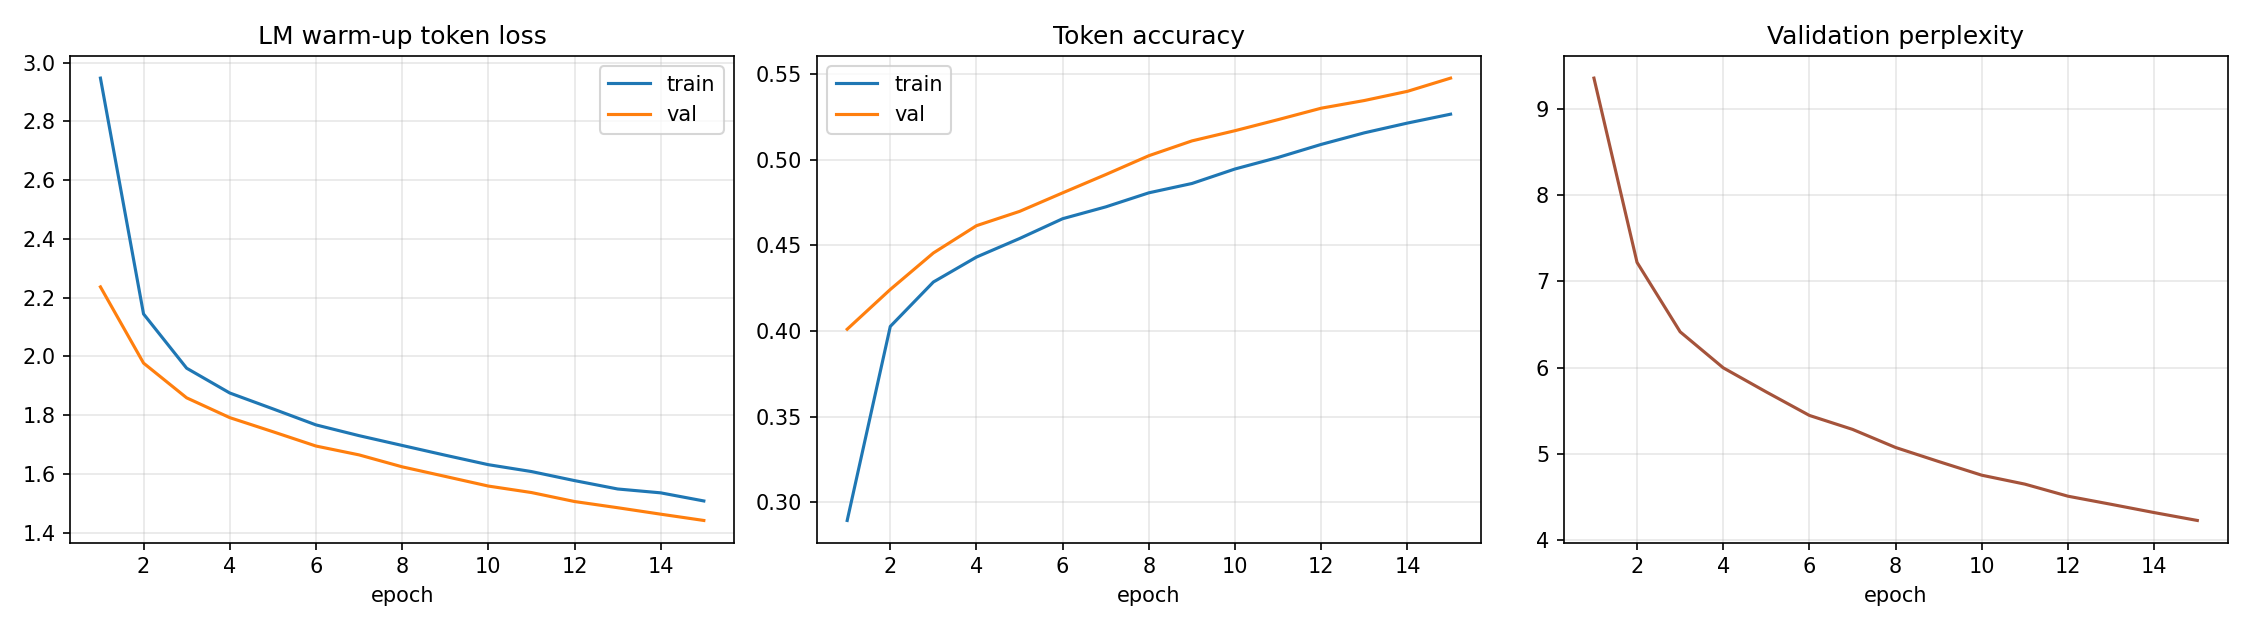 LM warm-up token loss
3.0
2.8
2.6
2.4
2.2
2.0
1.8
1.6
1.4
train
val
2 4 6 8 10 12 14
epoch
Token accuracy
0.55
0.50
0.45
0.40
0.35
0.30
train
val
2 4 6 8 10 12 14
epoch
Validation perplexity
9
8
7
6
5
4
2 4 6 8 10 12 14
epoch